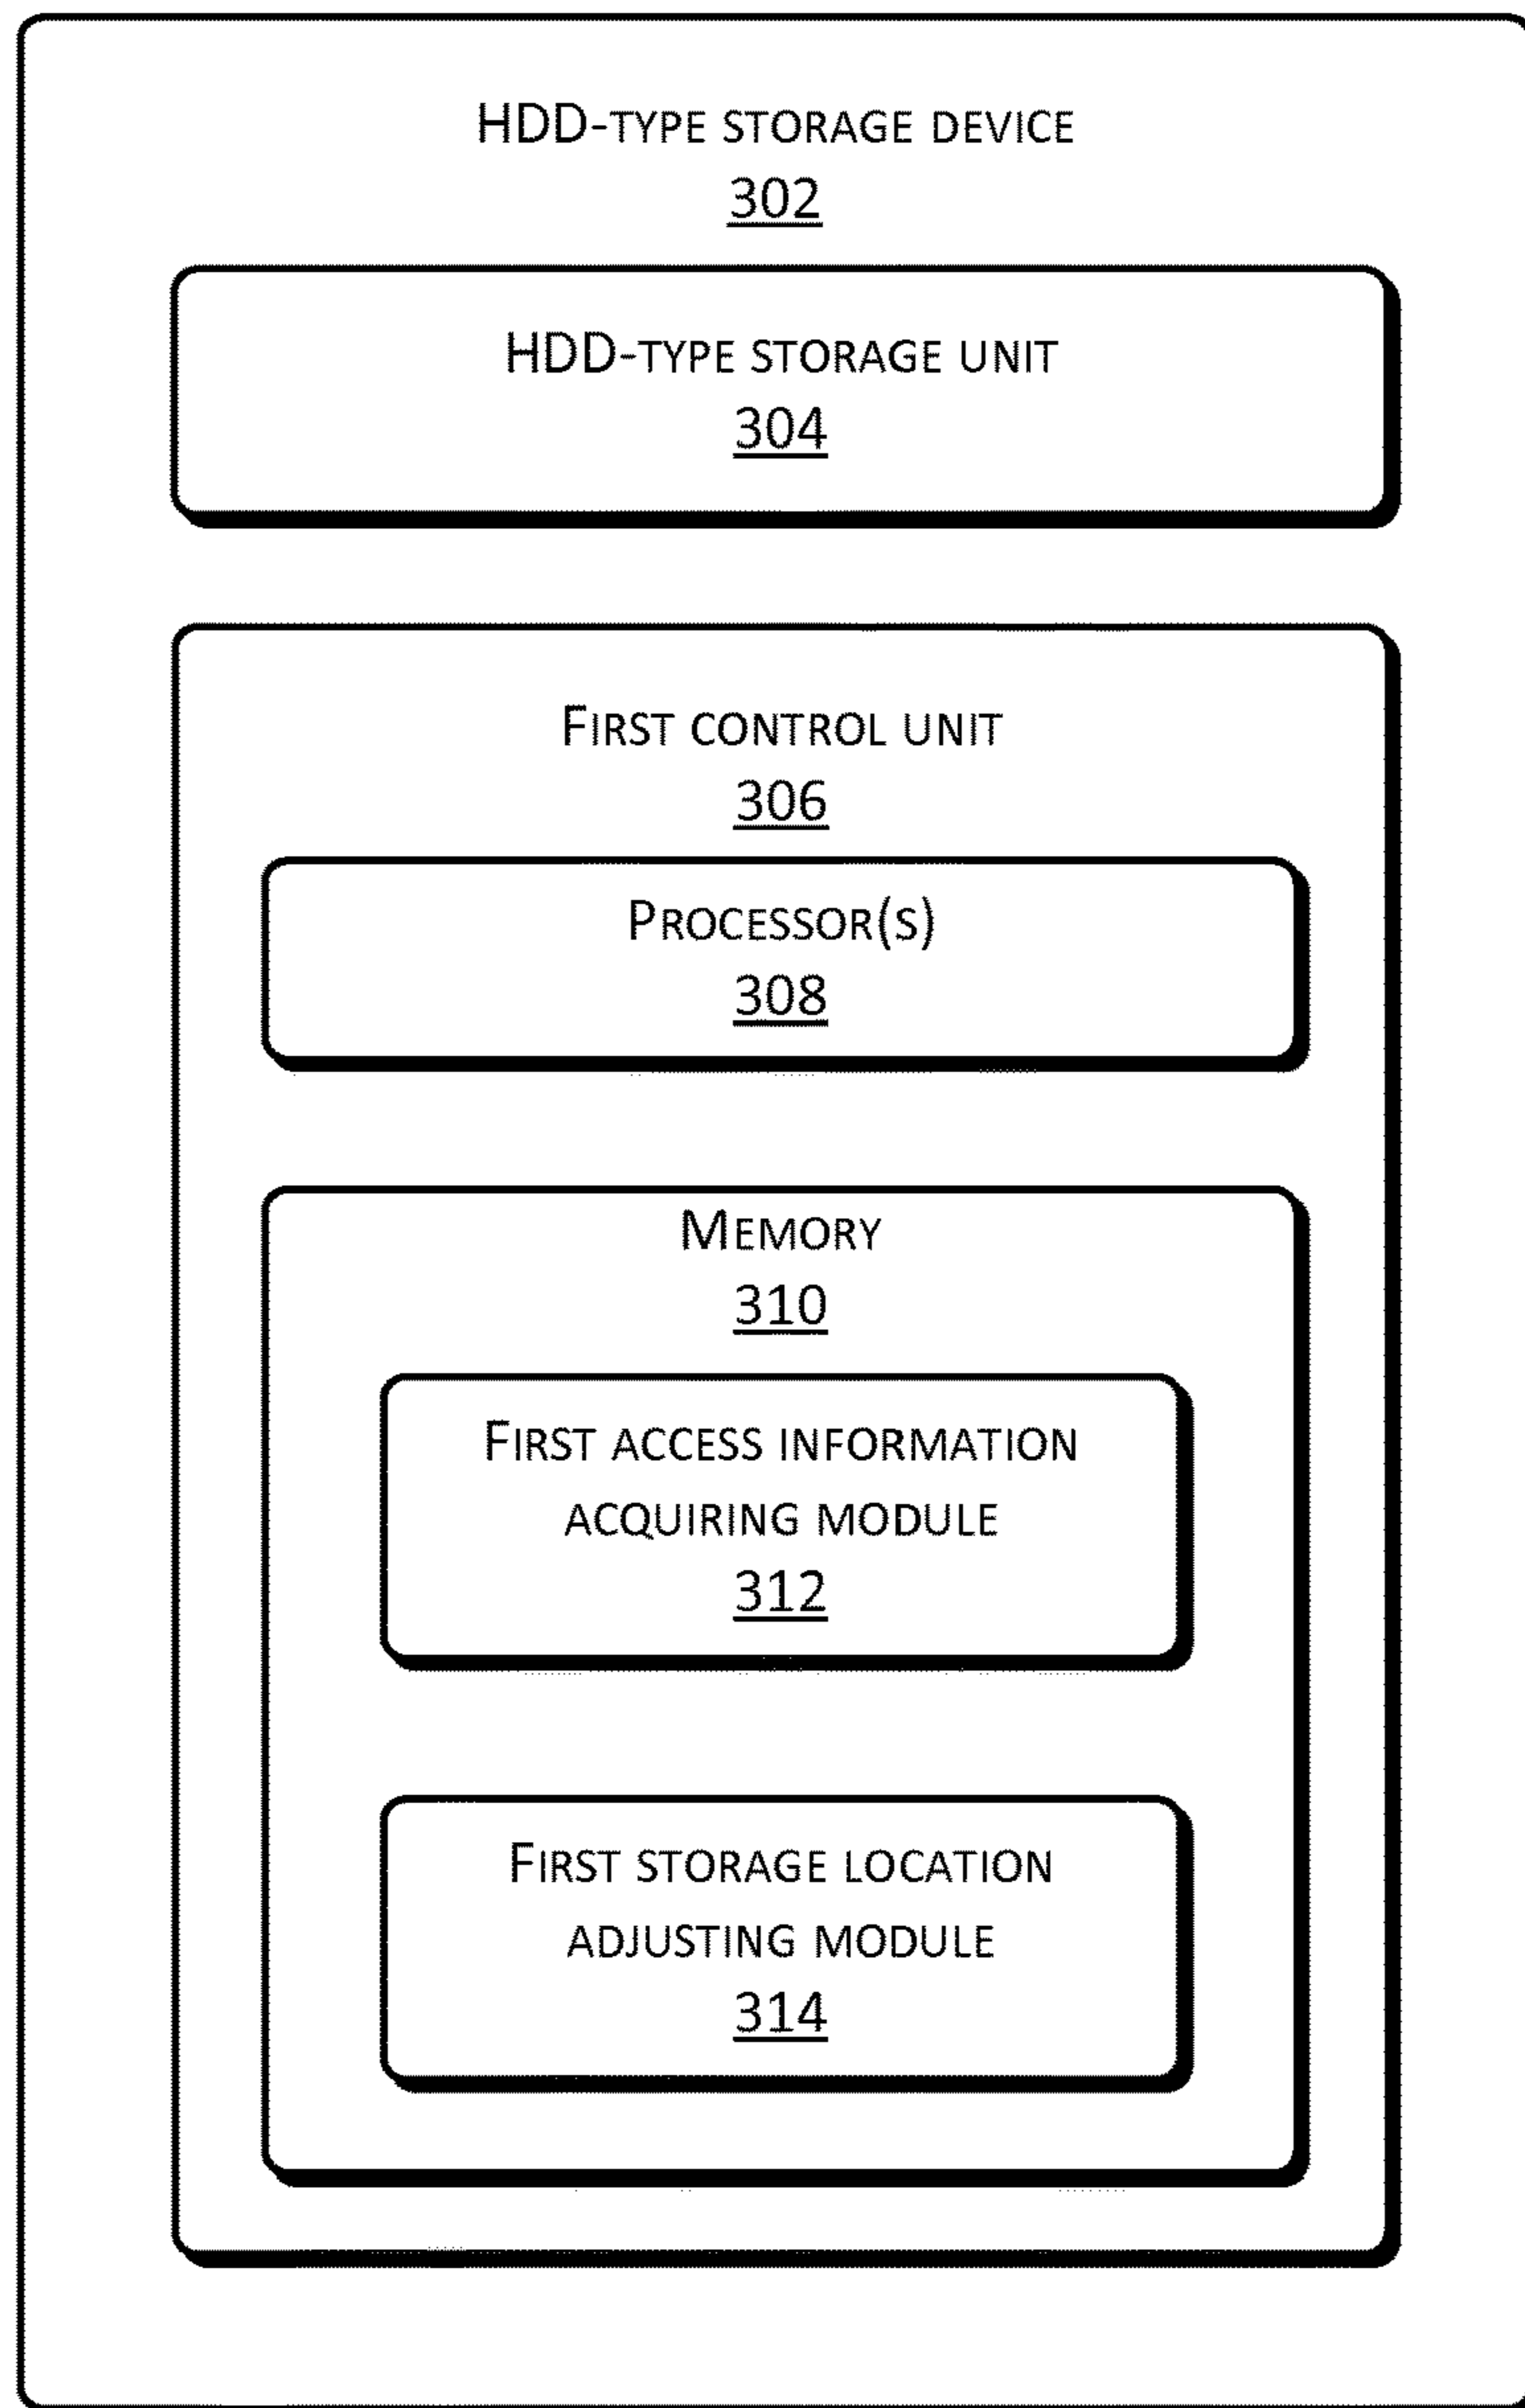 HDD-TYPE STORAGE DEVICE
302
HDD-TYPE STORAGE UNIT
304
FIRST CONTROL UNIT
306
PROCESSOR(S)
308
MEMORY
310
FIRST ACCESS INFORMATION
ACQUIRING MODULE
312
FIRST STORAGE LOCATION
ADJUSTING MODULE
314